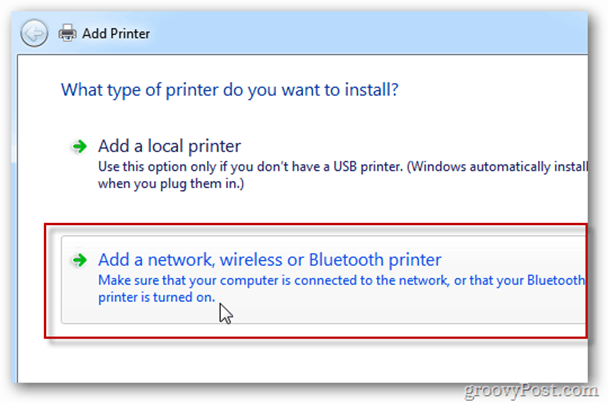 Add Printer
What type of printer do you want to install?
Add a local printer
Use this option only if you don't have a USB printer. (Windows automatically install
when you plug them in.)
Add a network, wireless or Bluetooth printer
Make sure that your computer is connected to the network, or that your Bluetooth
printer is turned on.
groovyPost.com